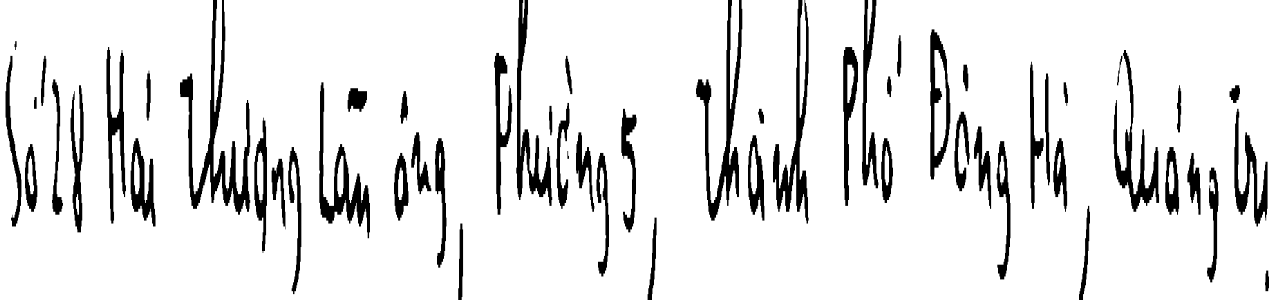 Số 28 Hải Thượng Lãn Ông, Phường 5, Thành Phố Đông Hà, Quảng Trị